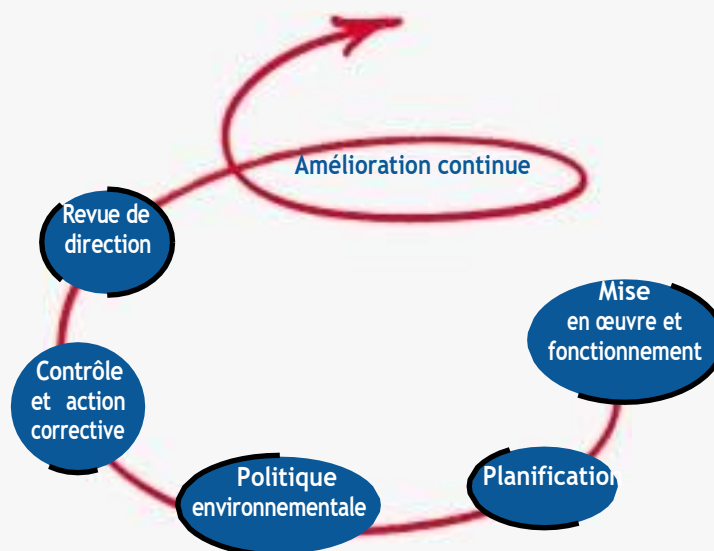 Amélioration continue
Revue de
direction
Mise
en œuvre et
fonctionnement
Contrôle
et action
corrective
Politique
environnementale
Planification